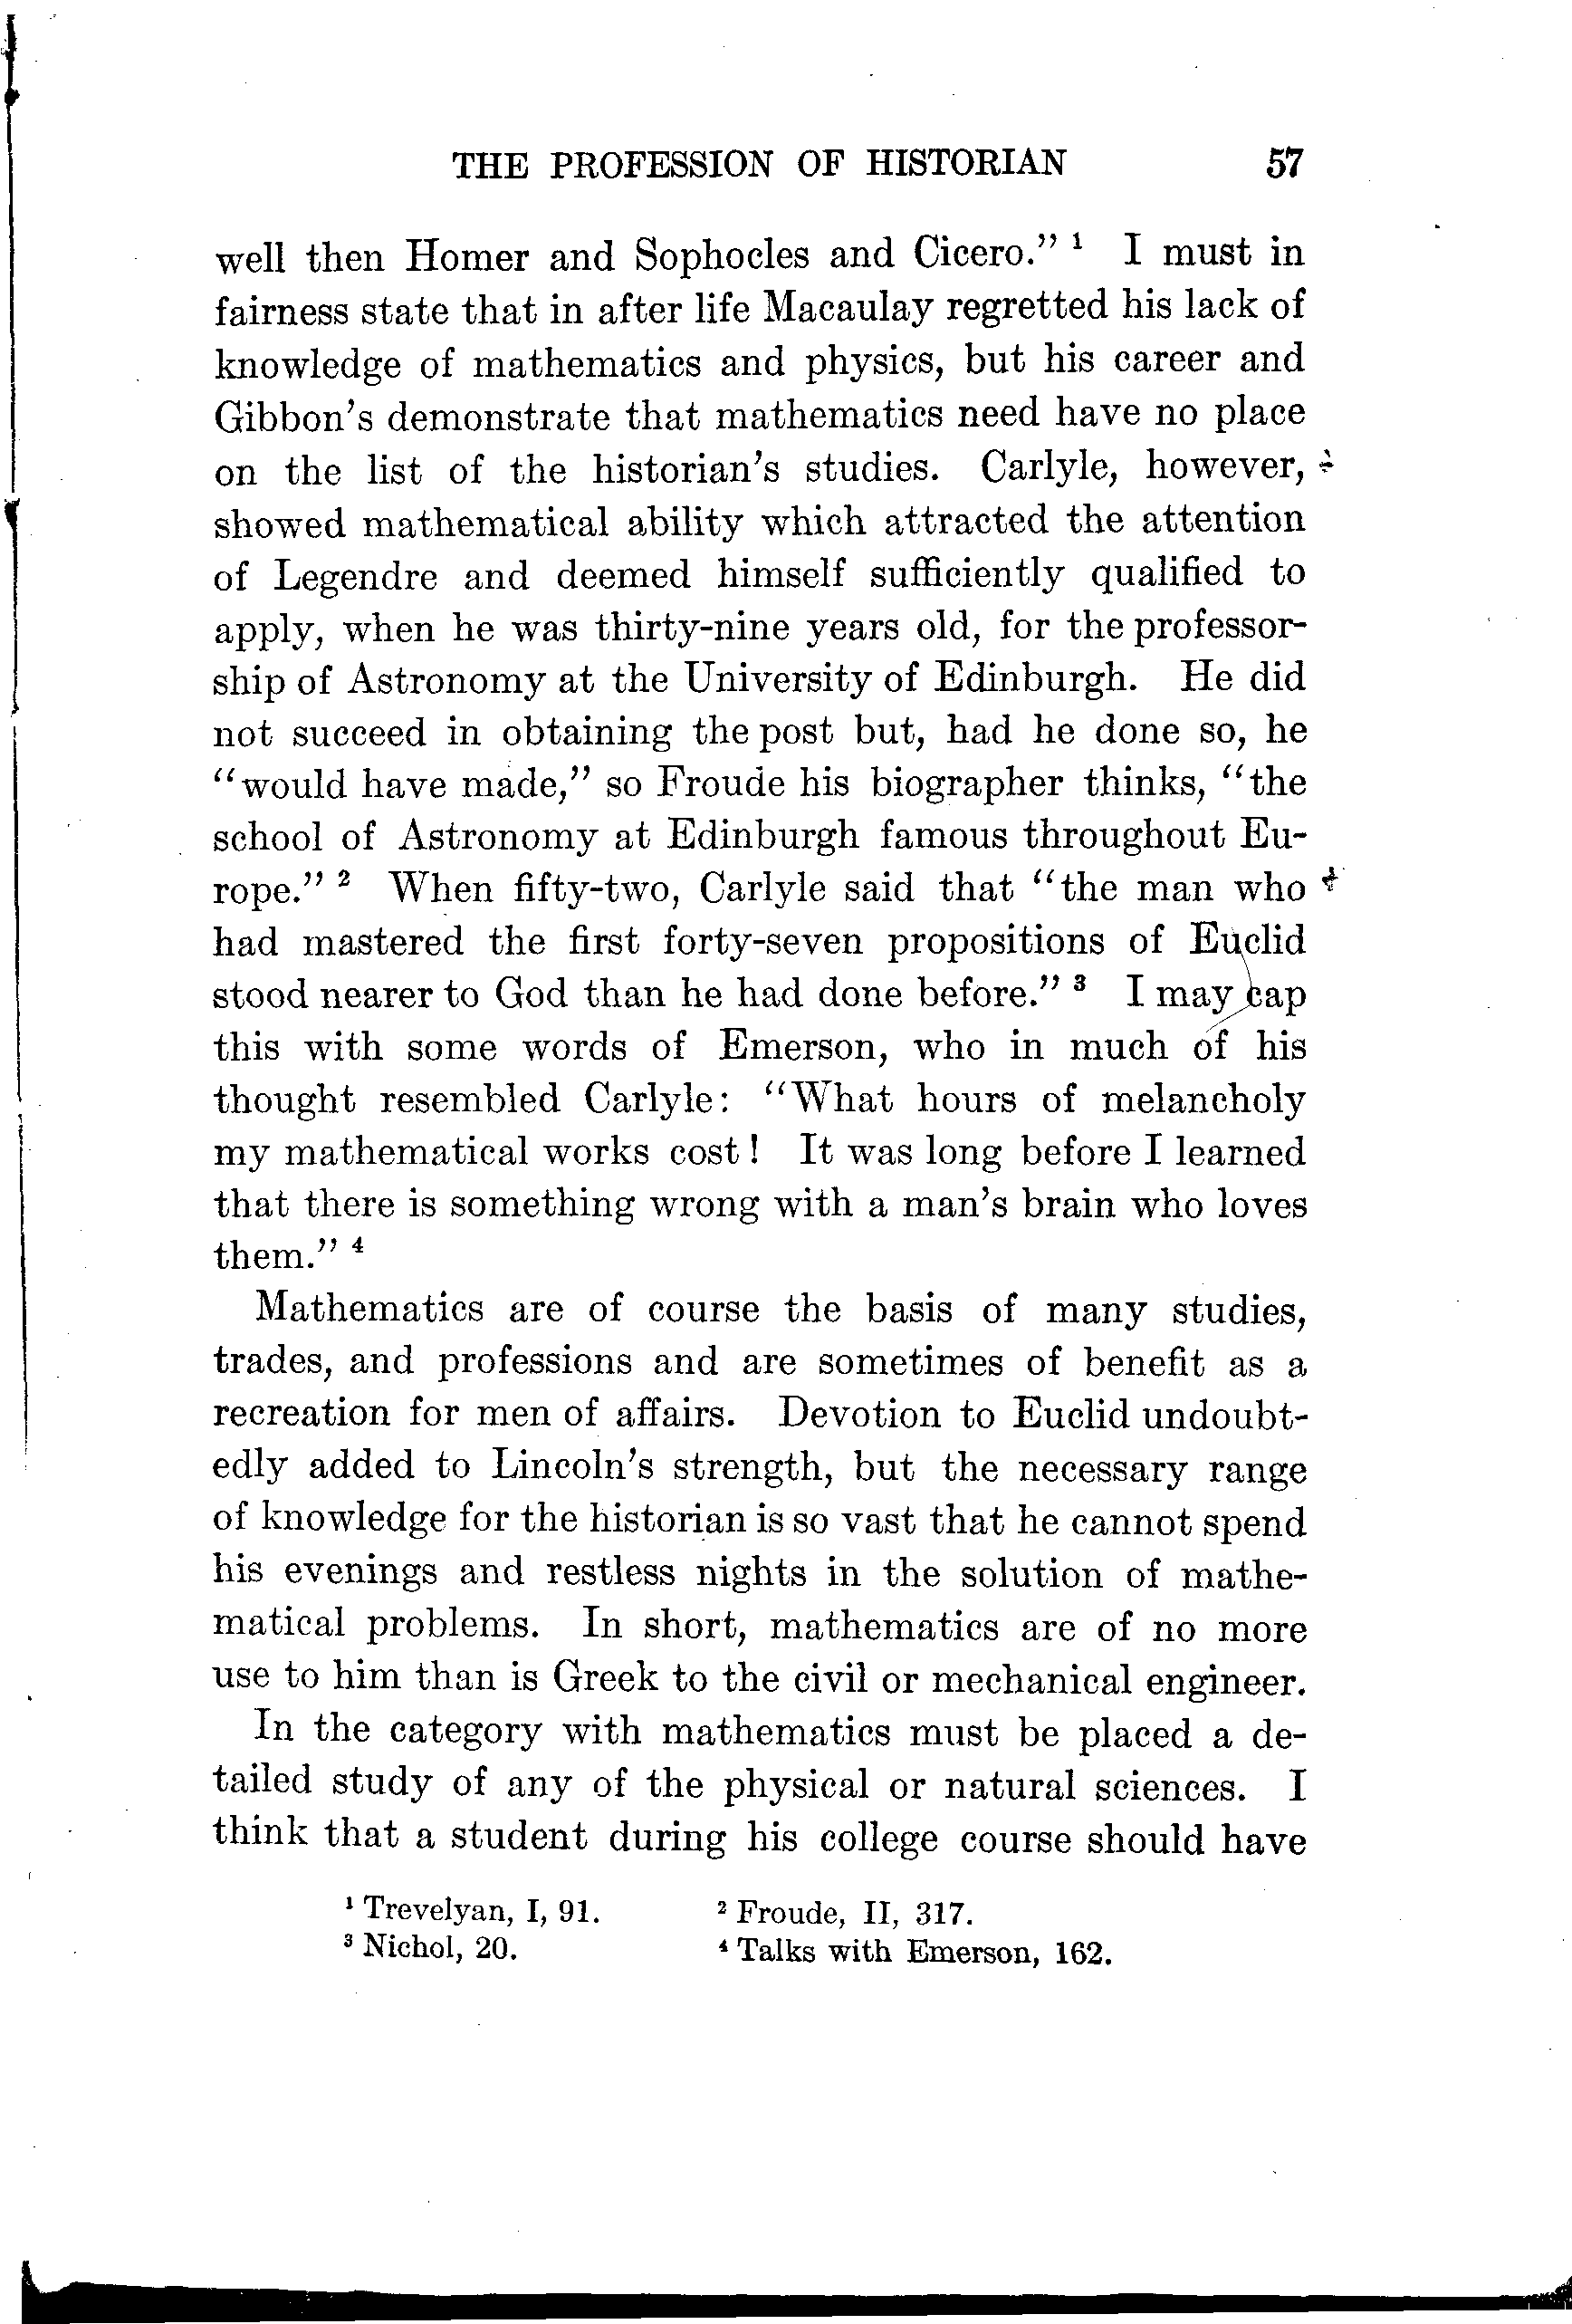 THE PROFESSION OF HISTORIAN 57
well then Homer and Sophocles and Cicero." ¹ I must in
fairness state that in after life Macaulay regretted his lack of
knowledge of mathematics and physics, but his career and
Gibbon's demonstrate that mathematics need have no place
on the list of the historian's studies. Carlyle, however,
showed mathematical ability which attracted the attention
of Legendre and deemed himself sufficiently qualified to
apply, when he was thirty-nine years old, for the professor-
ship of Astronomy at the University of Edinburgh. He did
not succeed in obtaining the post but, had he done so, he
"would have made," so Froude his biographer thinks, "the
school of Astronomy at Edinburgh famous throughout Eu-
rope." ² When fifty-two, Carlyle said that "the man who
had mastered the first forty-seven propositions of Euclid
stood nearer to God than he had done before." ³ I may cap
this with some words of Emerson, who in much of his
thought resembled Carlyle: "What hours of melancholy
my mathematical works cost! It was long before I learned
that there is something wrong with a man's brain who loves
them." ⁴
Mathematics are of course the basis of many studies,
trades, and professions and are sometimes of benefit as a
recreation for men of affairs. Devotion to Euclid undoubt-
edly added to Lincoln's strength, but the necessary range
of knowledge for the historian is so vast that he cannot spend
his evenings and restless nights in the solution of mathe-
matical problems. In short, mathematics are of no more
use to him than is Greek to the civil or mechanical engineer.
In the category with mathematics must be placed a de-
tailed study of any of the physical or natural sciences. I
think that a student during his college course should have
¹ Trevelyan, I, 91. ² Froude, II, 317.
³ Nichol, 20. ⁴ Talks with Emerson, 162.